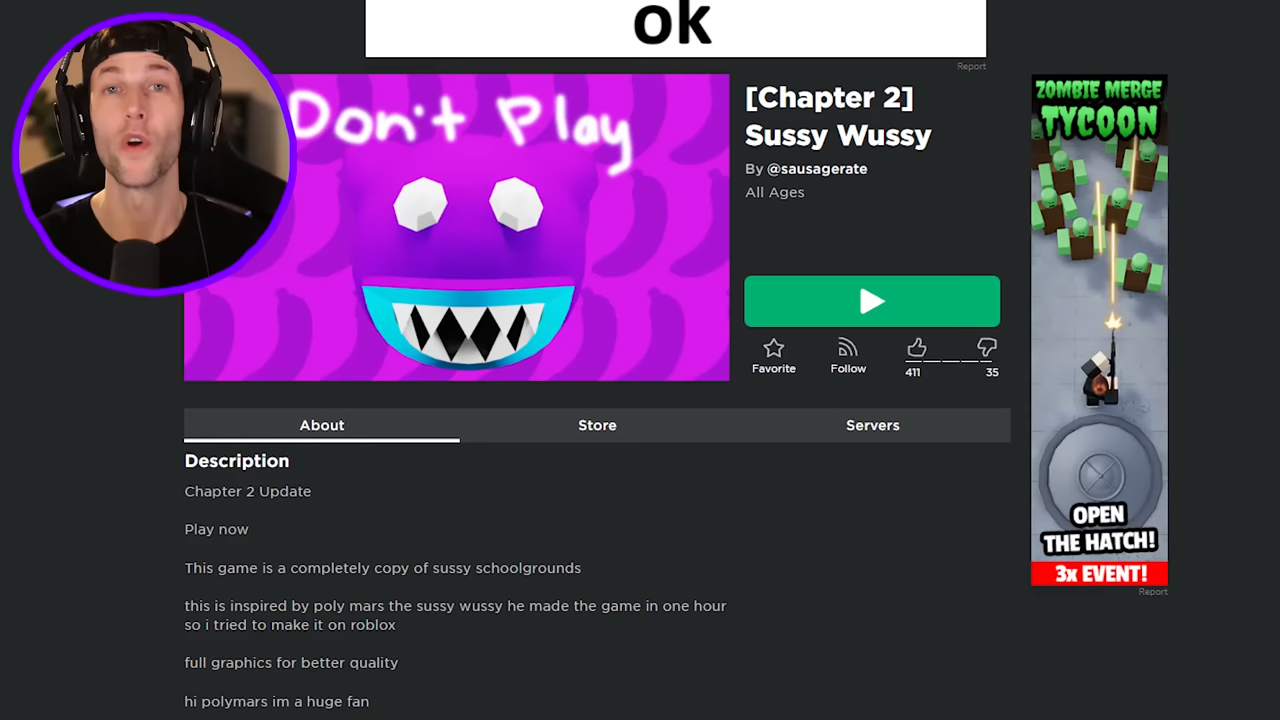 ok
Report
Don't Play
[Chapter 2]
Sussy Wussy
By @sausagerate
All Ages
Favorite
Follow
411
35
ZOMBIE MERGE
TYCOON
OPEN
THE HATCH!
3x EVENT!
Report
About
Store
Servers
Description
Chapter 2 Update
Play now
This game is a completely copy of sussy schoolgrounds
this is inspired by poly mars the sussy wussy he made the game in one hour
so i tried to make it on roblox
full graphics for better quality
hi polymars im a huge fan